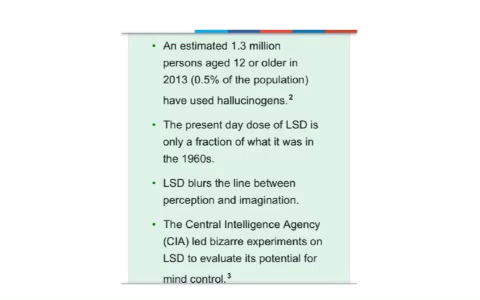 • An estimated 1.3 million
persons aged 12 or older in
2013 (0.5% of the population)
have used hallucinogens.²
• The present day dose of LSD is
only a fraction of what it was in
the 1960s.
• LSD blurs the line between
perception and imagination.
• The Central Intelligence Agency
(CIA) led bizarre experiments on
LSD to evaluate its potential for
mind control.³